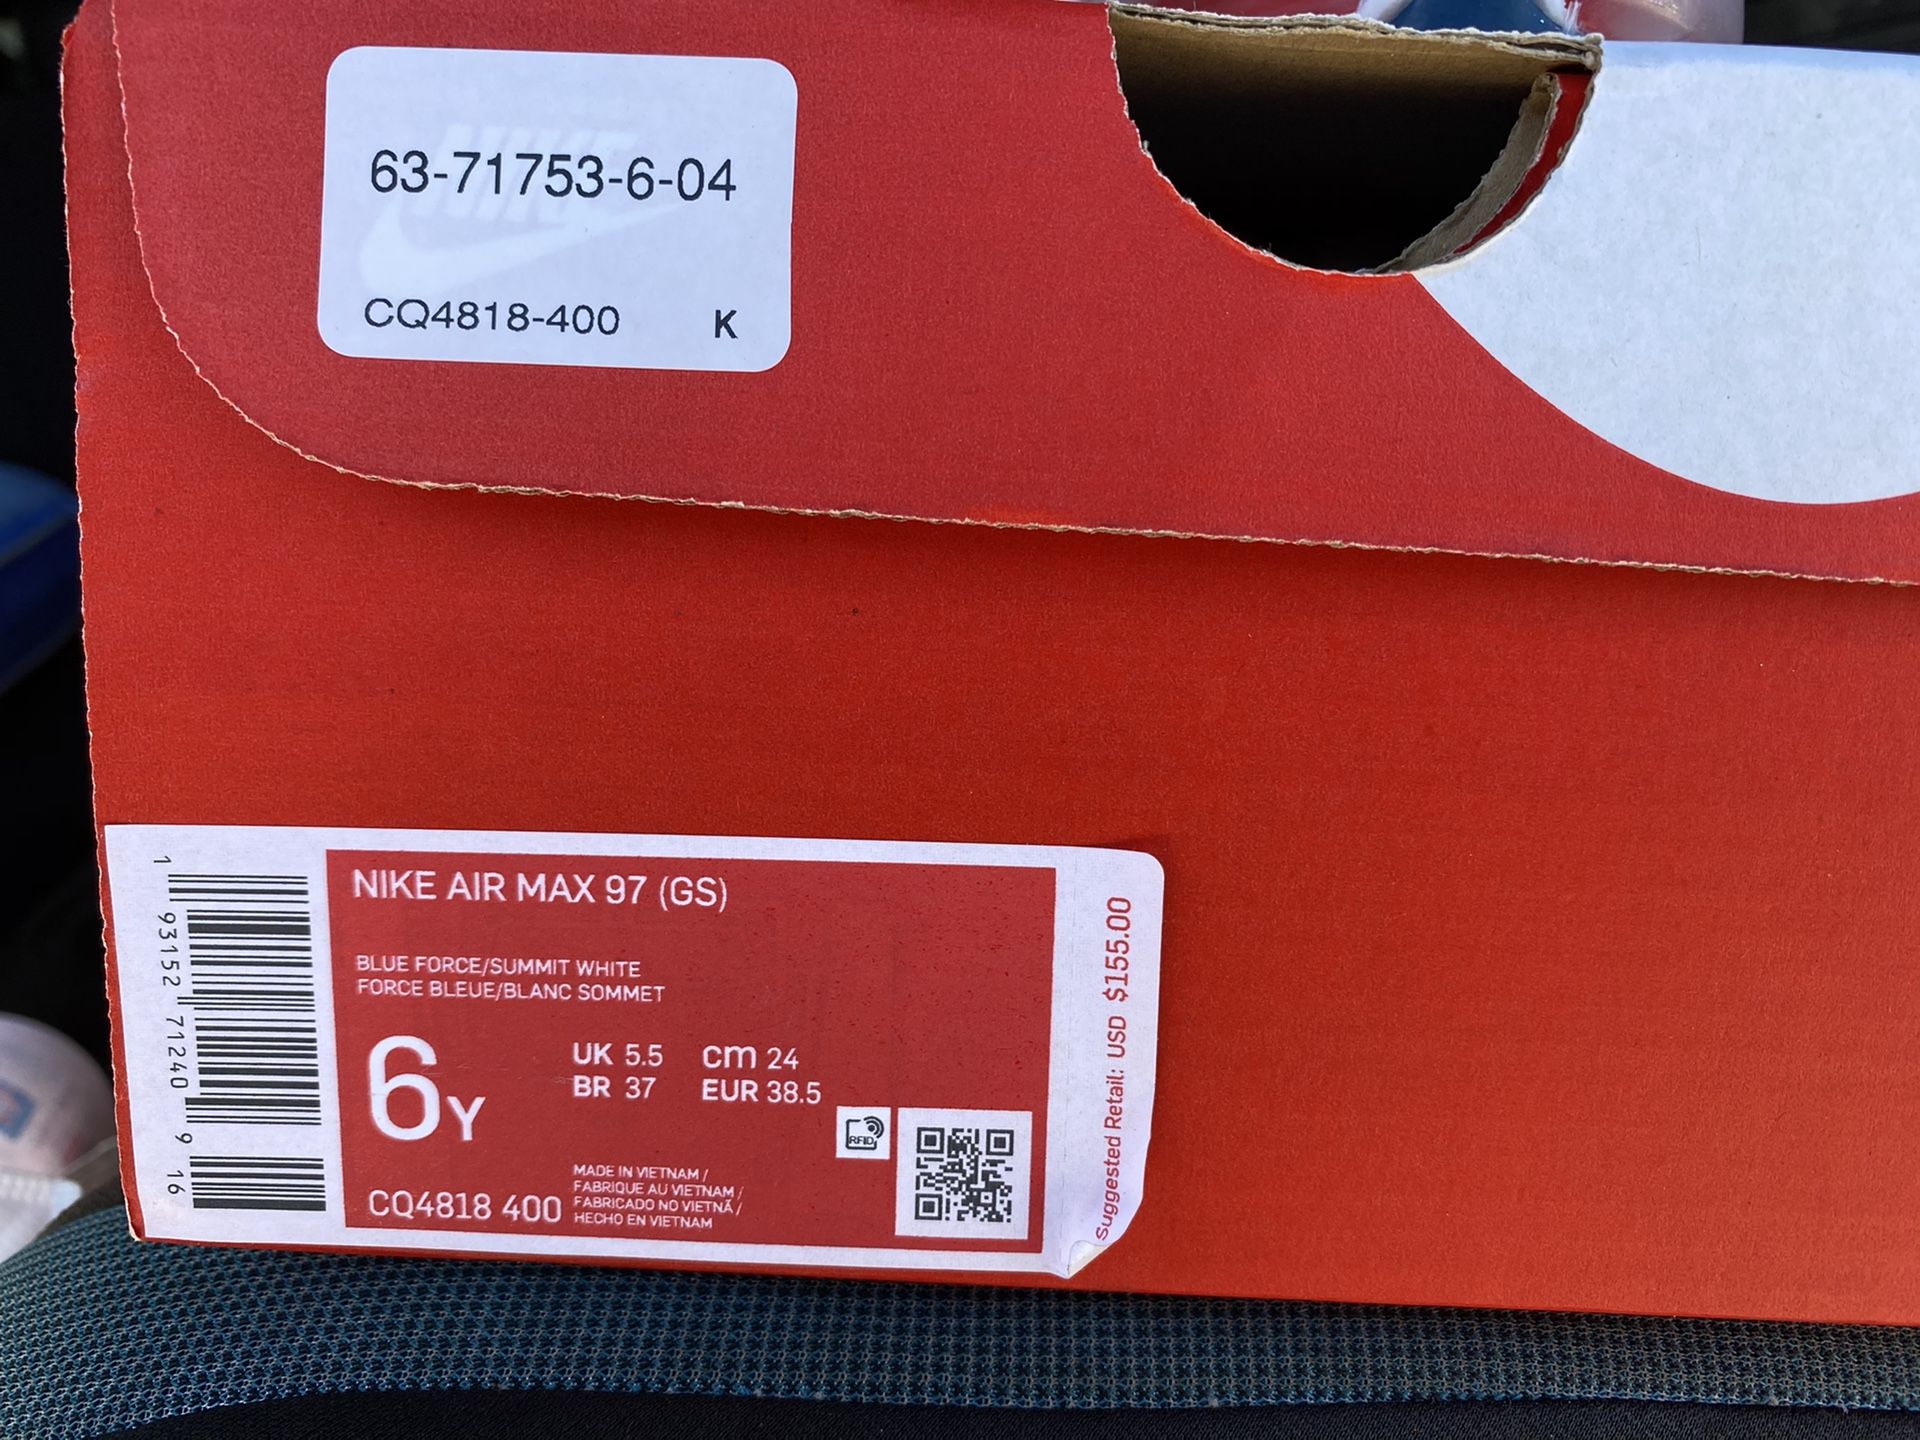 NIKE
63-71753-6-04
CQ4818-400 K
NIKE AIR MAX 97 (GS)
BLUE FORCE/SUMMIT WHITE
FORCE BLEUE/BLANC SOMMET
6Y
UK 5.5 cm 24
BR 37 EUR 38.5
RFID
CQ4818 400
MADE IN VIETNAM /
FABRIQUE AU VIETNAM /
FABRICADO NO VIETNÃ /
HECHO EN VIETNAM
1 93152 71240 9 16
Suggested Retail: USD $155.00